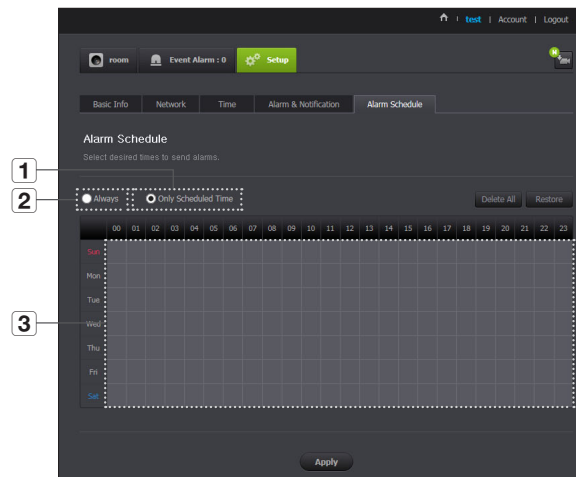 test | Account | Logout
room Event Alarm : 0 Setup N
Basic Info Network Time Alarm & Notification Alarm Schedule
Alarm Schedule
Select desired times to send alarms.
1
2 Always Only Scheduled Time Delete All Restore
00 01 02 03 04 05 06 07 08 09 10 11 12 13 14 15 16 17 18 19 20 21 22 23
Sun
Mon
Tue
3 Wed
Thu
Fri
Sat
Apply